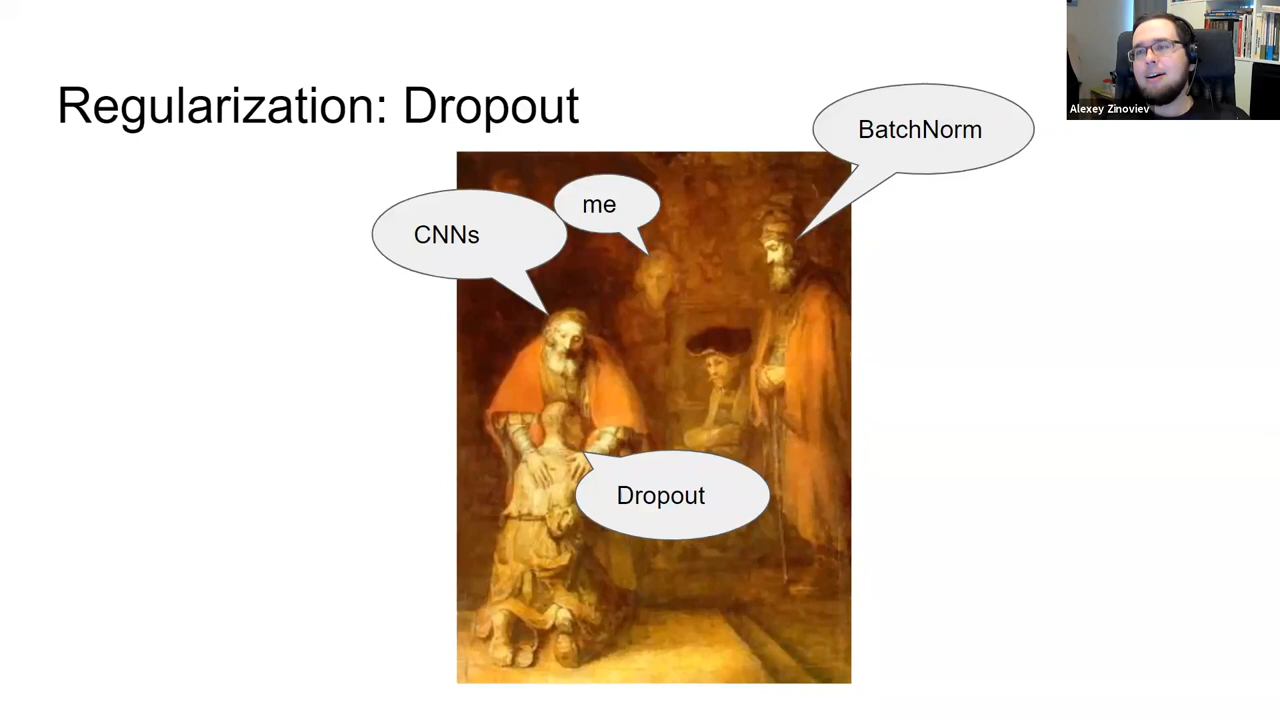 Regularization: Dropout
Alexey Zinoviev
BatchNorm
me
CNNs
Dropout